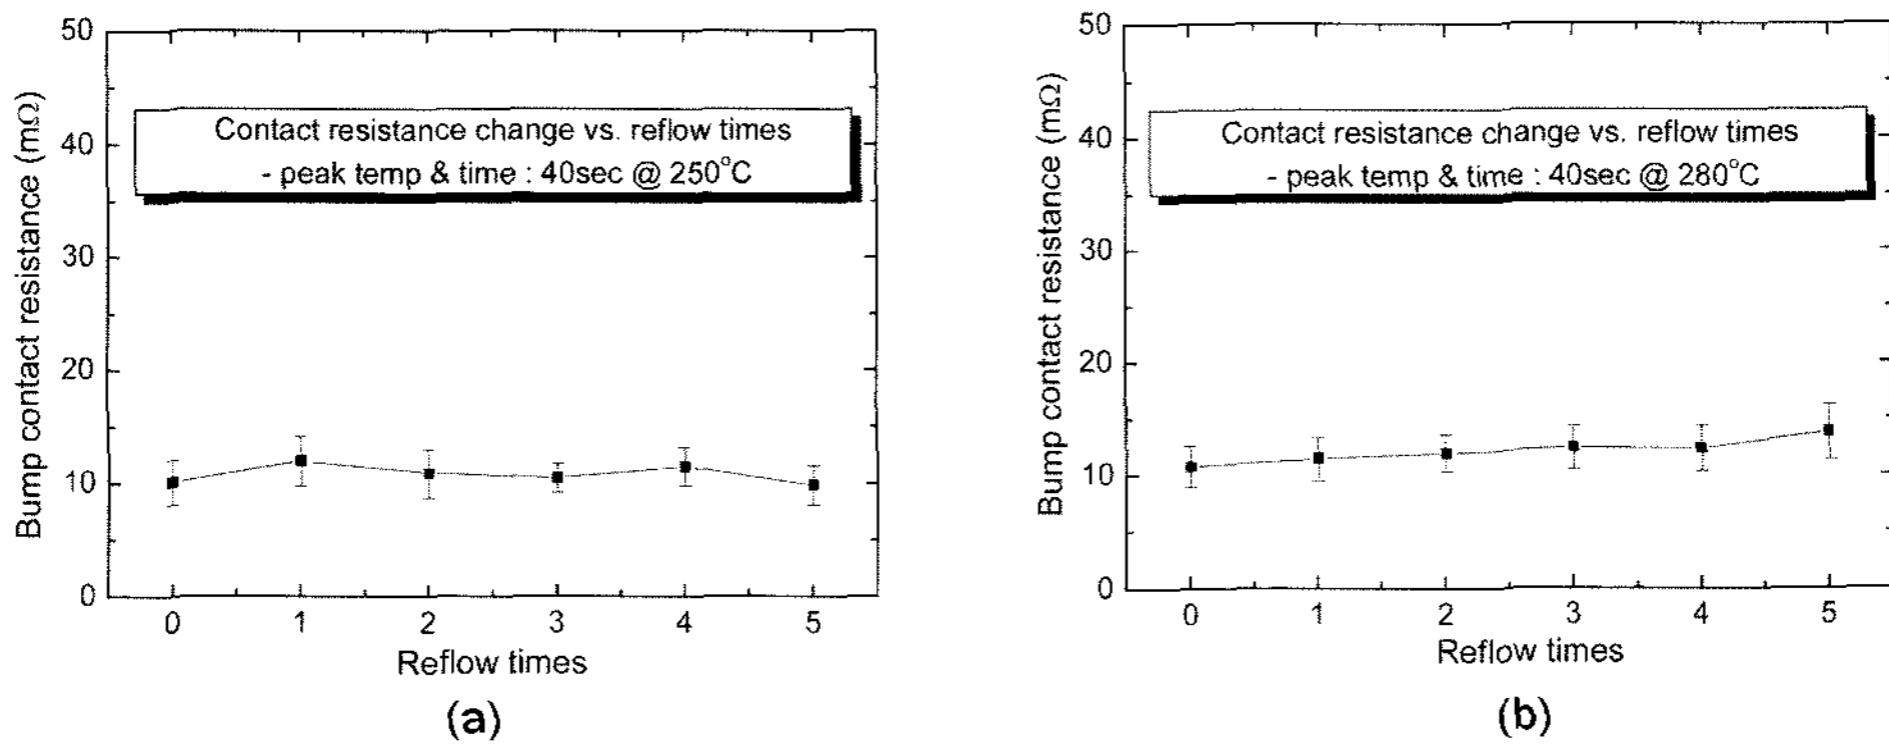 50
40
30
20
10
0
Bump contact resistance (mΩ)
Contact resistance change vs. reflow times
- peak temp & time : 40sec @ 250°C
0 1 2 3 4 5
Reflow times
(a)
50
40
30
20
10
0
Bump contact resistance (mΩ)
Contact resistance change vs. reflow times
- peak temp & time : 40sec @ 280°C
0 1 2 3 4 5
Reflow times
(b)